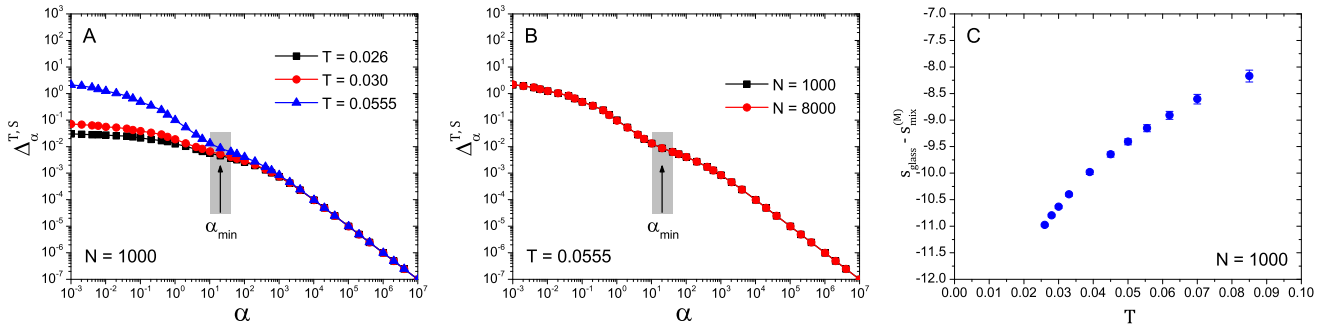 A
T = 0.026
T = 0.030
T = 0.0555
10³
10²
10¹
10⁰
10⁻¹
10⁻²
10⁻³
10⁻⁴
10⁻⁵
10⁻⁶
10⁻⁷
Δ_α^{T, S}
α_min
N = 1000
10⁻³ 10⁻² 10⁻¹ 10⁰ 10¹ 10² 10³ 10⁴ 10⁵ 10⁶ 10⁷
α
B
N = 1000
N = 8000
10³
10²
10¹
10⁰
10⁻¹
10⁻²
10⁻³
10⁻⁴
10⁻⁵
10⁻⁶
10⁻⁷
Δ_α^{T, S}
α_min
T = 0.0555
10⁻³ 10⁻² 10⁻¹ 10⁰ 10¹ 10² 10³ 10⁴ 10⁵ 10⁶ 10⁷
α
C
-7.0
-7.5
-8.0
-8.5
-9.0
-9.5
-10.0
-10.5
-11.0
-11.5
-12.0
s_glass - s_mix^(M)
N = 1000
0.00 0.01 0.02 0.03 0.04 0.05 0.06 0.07 0.08 0.09 0.10
T